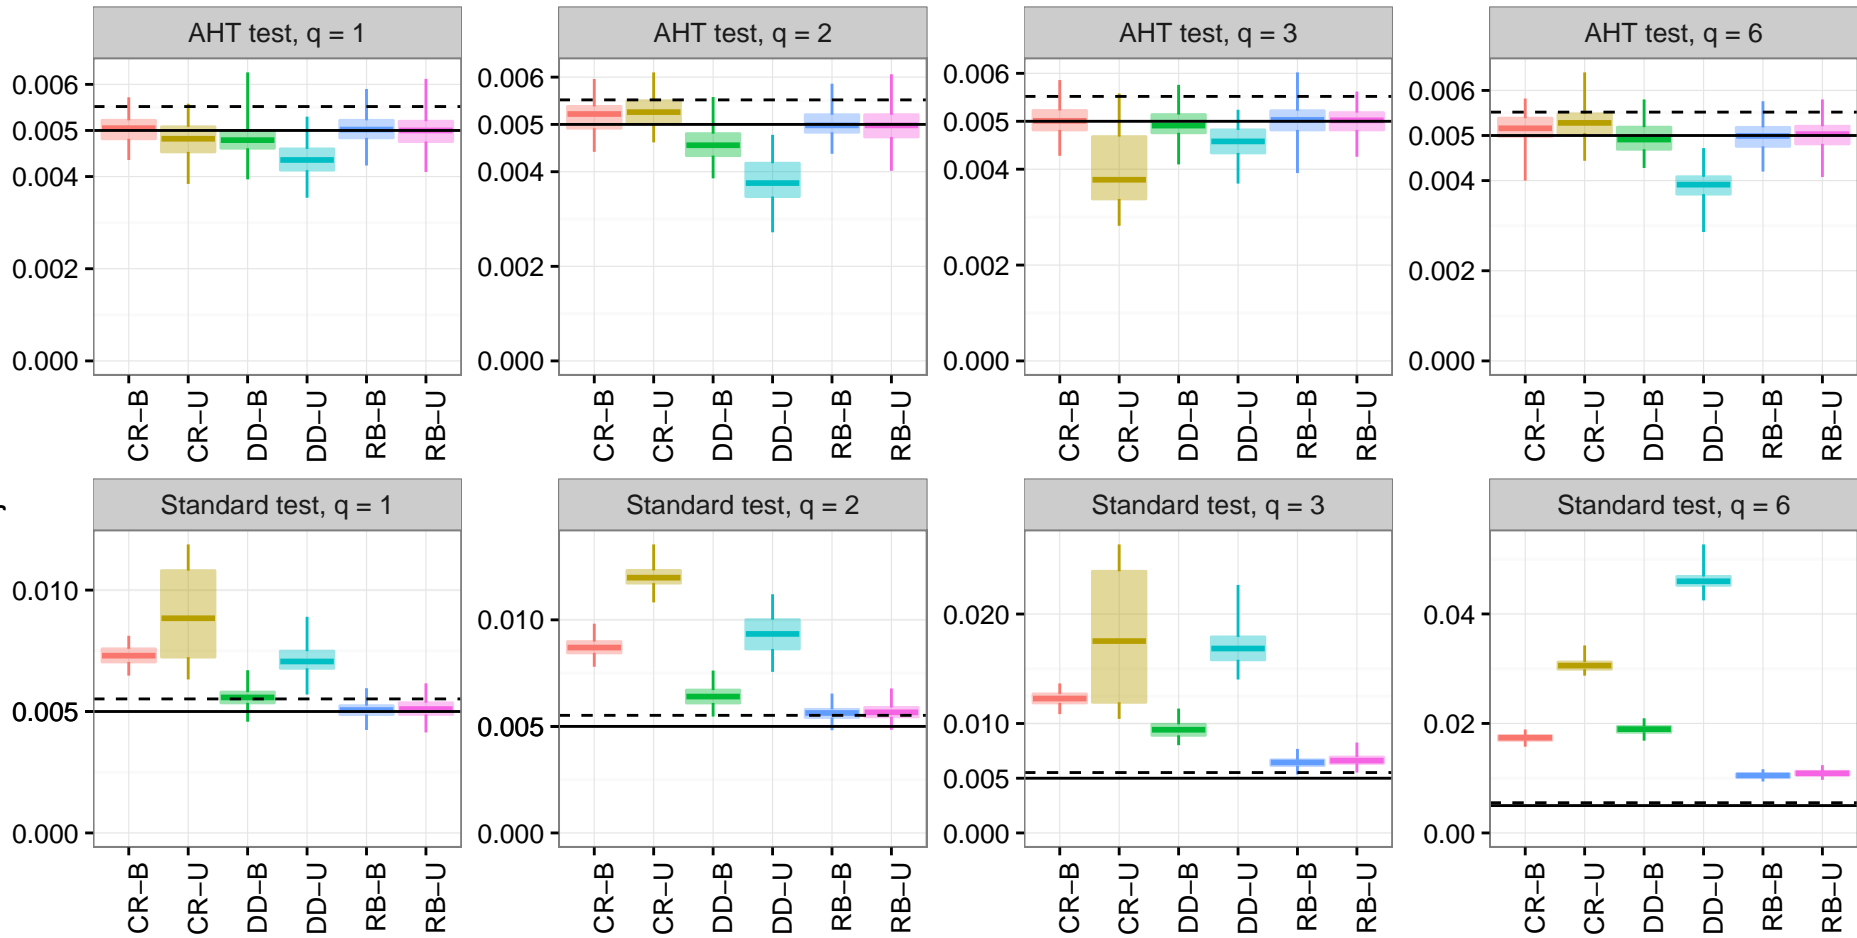 AHT test, q = 1
AHT test, q = 2
AHT test, q = 3
AHT test, q = 6
0.006
0.005
0.004
0.002
0.000
0.006
0.005
0.004
0.002
0.000
0.006
0.005
0.004
0.002
0.000
0.006
0.005
0.004
0.002
0.000
CR−B
CR−U
DD−B
DD−U
RB−B
RB−U
CR−B
CR−U
DD−B
DD−U
RB−B
RB−U
CR−B
CR−U
DD−B
DD−U
RB−B
RB−U
CR−B
CR−U
DD−B
DD−U
RB−B
RB−U
Standard test, q = 1
Standard test, q = 2
Standard test, q = 3
Standard test, q = 6
0.010
0.005
0.000
0.010
0.005
0.000
0.020
0.010
0.005
0.000
0.04
0.02
0.00
CR−B
CR−U
DD−B
DD−U
RB−B
RB−U
CR−B
CR−U
DD−B
DD−U
RB−B
RB−U
CR−B
CR−U
DD−B
DD−U
RB−B
RB−U
CR−B
CR−U
DD−B
DD−U
RB−B
RB−U